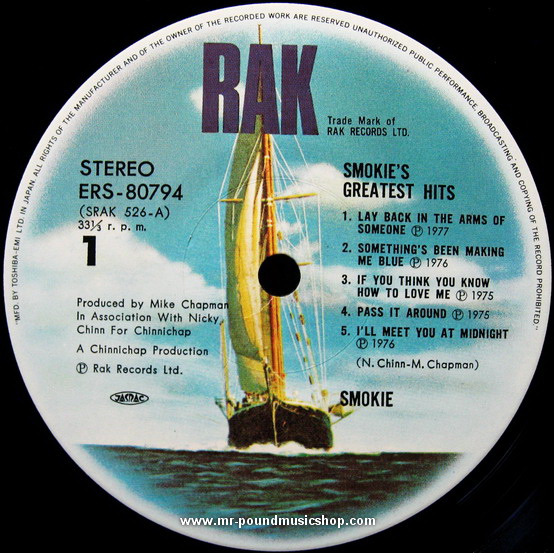 "MFD. BY TOSHIBA-EMI LTD. IN JAPAN. ALL RIGHTS OF THE MANUFACTURER AND OF THE OWNER OF THE RECORDED WORK ARE RESERVED UNAUTHORIZED PUBLIC PERFORMANCE, BROADCASTING AND COPYING OF THE RECORD PROHIBITED"
RAK
Trade Mark of
RAK RECORDS LTD.
STEREO
ERS-80794
(SRAK 526-A)
33⅓ r. p. m.
1
SMOKIE'S
GREATEST HITS
1. LAY BACK IN THE ARMS OF
SOMEONE Ⓟ 1977
2. SOMETHING'S BEEN MAKING
ME BLUE Ⓟ 1976
3. IF YOU THINK YOU KNOW
HOW TO LOVE ME Ⓟ 1975
4. PASS IT AROUND Ⓟ 1975
5. I'LL MEET YOU AT MIDNIGHT
Ⓟ 1976
(N. Chinn-M. Chapman)
Produced by Mike Chapman
In Association With Nicky
Chinn For Chinnichap
A Chinnichap Production
Ⓟ Rak Records Ltd.
JASRAC
SMOKIE
www.mr-poundmusicshop.com